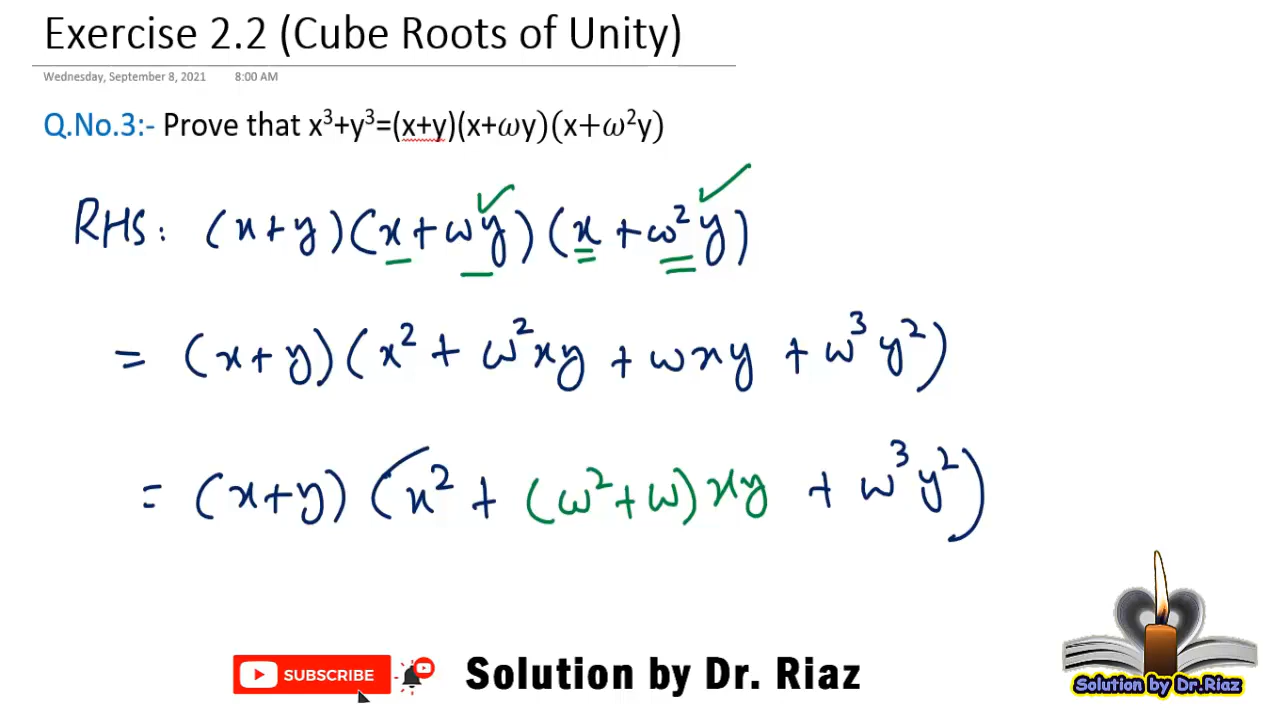 Exercise 2.2 (Cube Roots of Unity)
Wednesday, September 8, 2021 8:00 AM
Q.No.3:- Prove that x³+y³=(x+y)(x+ωy)(x+ω²y)
RHS: (x+y)(x+ωy)(x+ω²y)
= (x+y)(x²+ω²xy+ωxy+ω³y²)
= (x+y)(x²+(ω²+ω)xy+ω³y²)
SUBSCRIBE
Solution by Dr. Riaz
Solution by Dr.Riaz